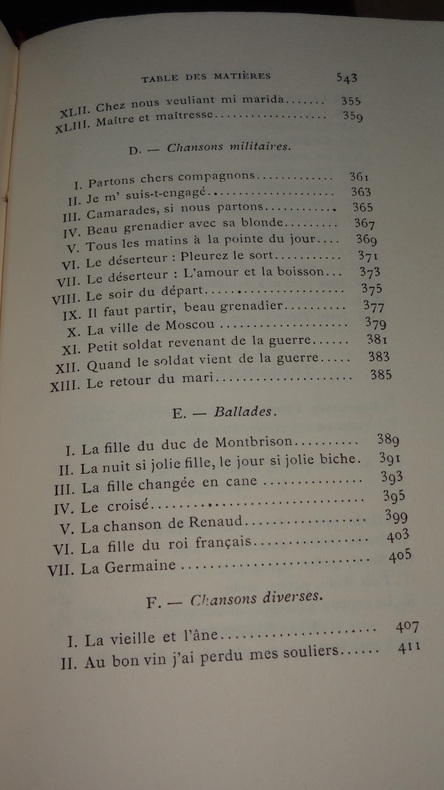 TABLE DES MATIÈRES 543
XLII. Chez nous veuliant mi marida....... 355
XLIII. Maître et maîtresse................. 359
D. — Chansons militaires.
I. Partons chers compagnons............ 361
II. Je m' suis-t-engagé.................... 363
III. Camarades, si nous partons........... 365
IV. Beau grenadier avec sa blonde......... 367
V. Tous les matins à la pointe du jour.... 369
VI. Le déserteur : Pleurez le sort.......... 371
VII. Le déserteur : L'amour et la boisson... 373
VIII. Le soir du départ..................... 375
IX. Il faut partir, beau grenadier.......... 377
X. La ville de Moscou .................. 379
XI. Petit soldat revenant de la guerre...... 381
XII. Quand le soldat vient de la guerre..... 383
XIII. Le retour du mari.................... 385
E. — Ballades.
I. La fille du duc de Montbrison.......... 389
II. La nuit si jolie fille, le jour si jolie biche. 391
III. La fille changée en cane .............. 393
IV. Le croisé............................ 395
V. La chanson de Renaud................ 399
VI. La fille du roi français............... 403
VII. La Germaine ........................ 405
F. — Chansons diverses.
I. La vieille et l'âne.................... 407
II. Au bon vin j'ai perdu mes souliers...... 411